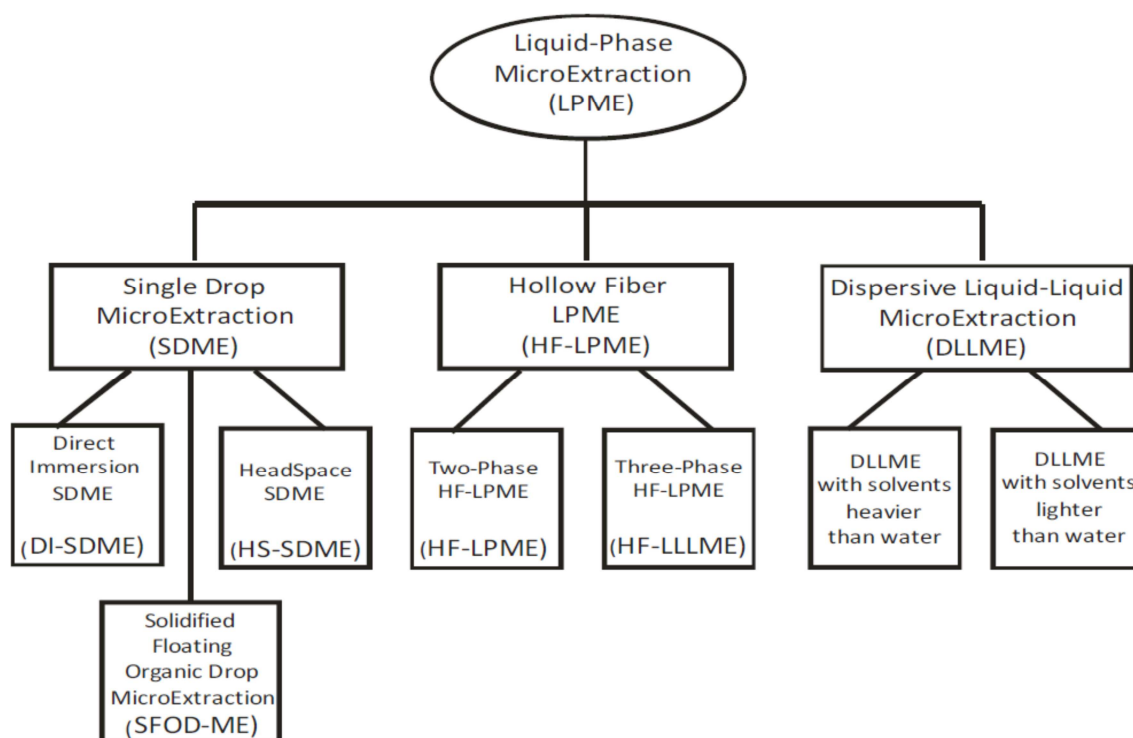 Liquid-Phase
MicroExtraction
(LPME)
Single Drop
MicroExtraction
(SDME)
Hollow Fiber
LPME
(HF-LPME)
Dispersive Liquid-Liquid
MicroExtraction
(DLLME)
Direct
Immersion
SDME
(DI-SDME)
HeadSpace
SDME
(HS-SDME)
Two-Phase
HF-LPME
(HF-LPME)
Three-Phase
HF-LPME
(HF-LLLME)
DLLME
with solvents
heavier
than water
DLLME
with solvents
lighter
than water
Solidified
Floating
Organic Drop
MicroExtraction
(SFOD-ME)